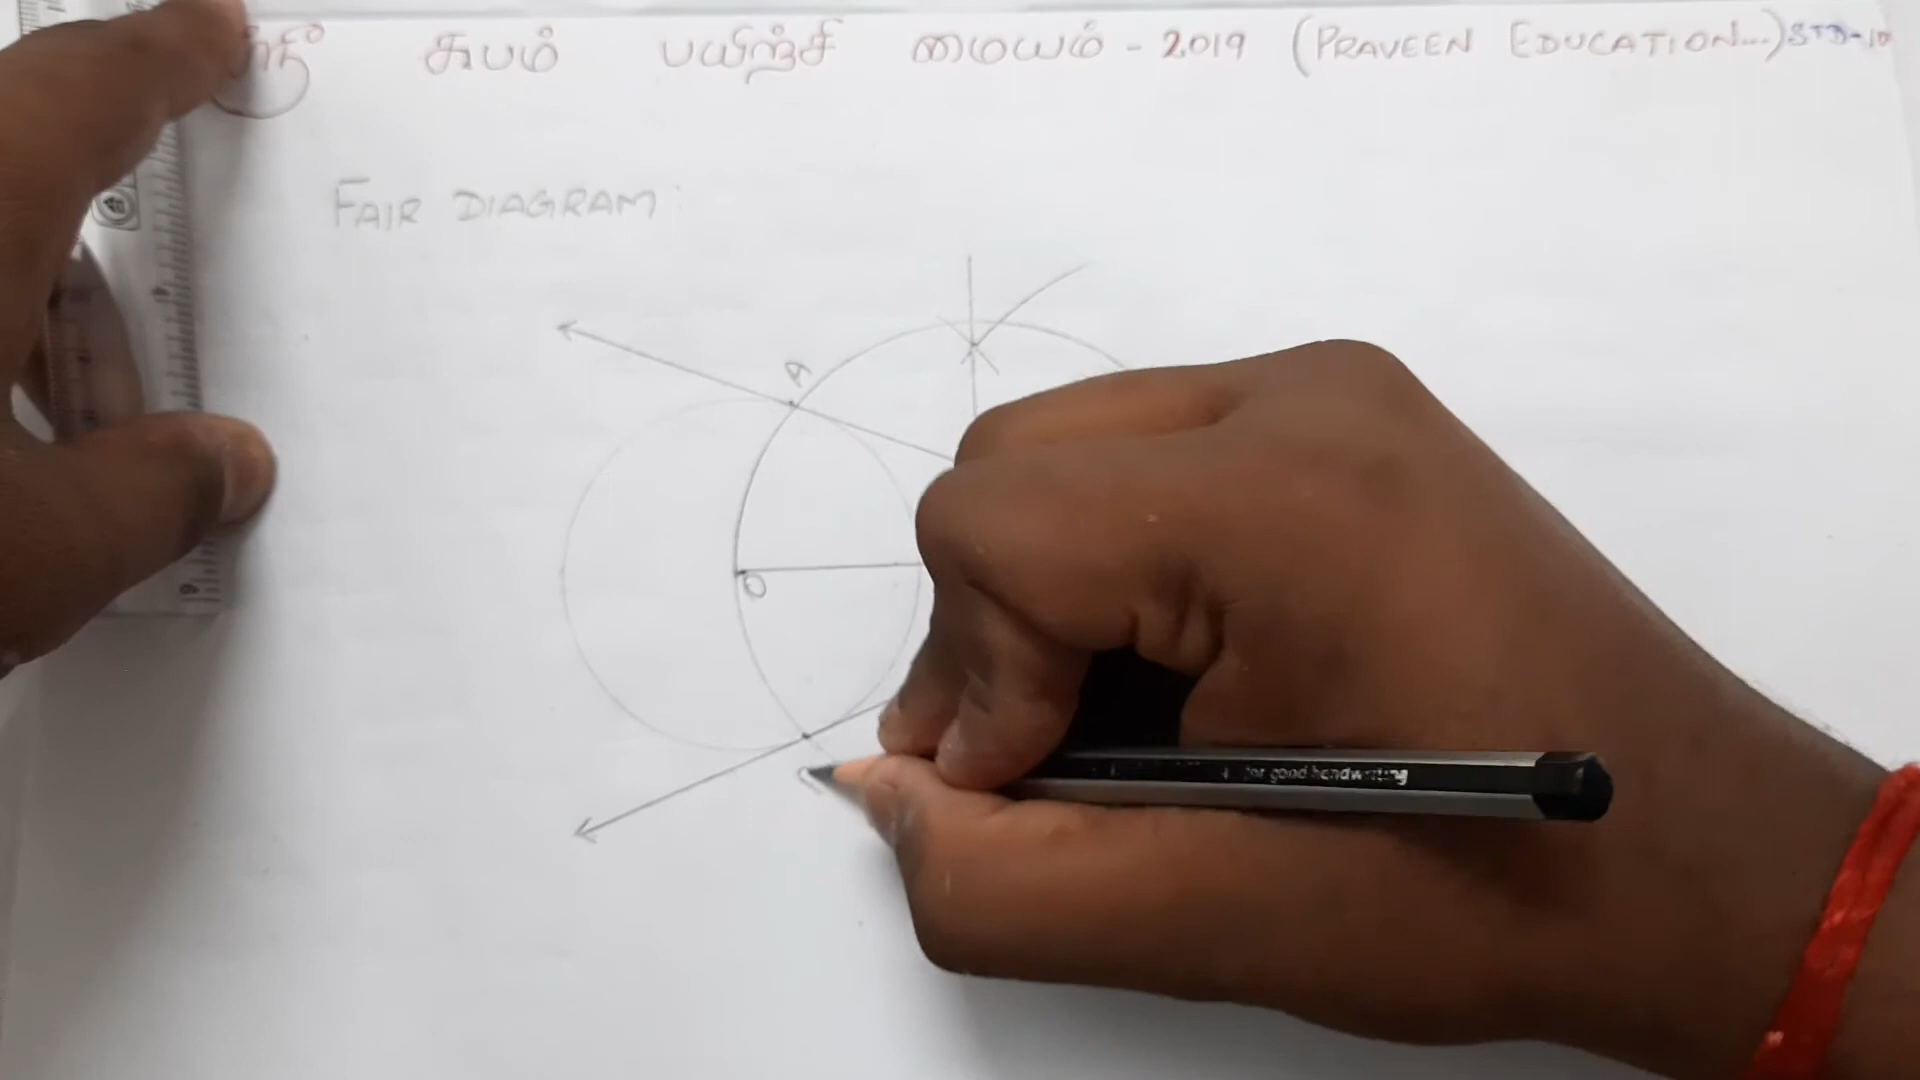 ஸ்ரீ சுபம் பயிற்சி மையம் - 2019 (PRAVEEN EDUCATION...) STD-10
FAIR DIAGRAM:
A
O
for good handwriting